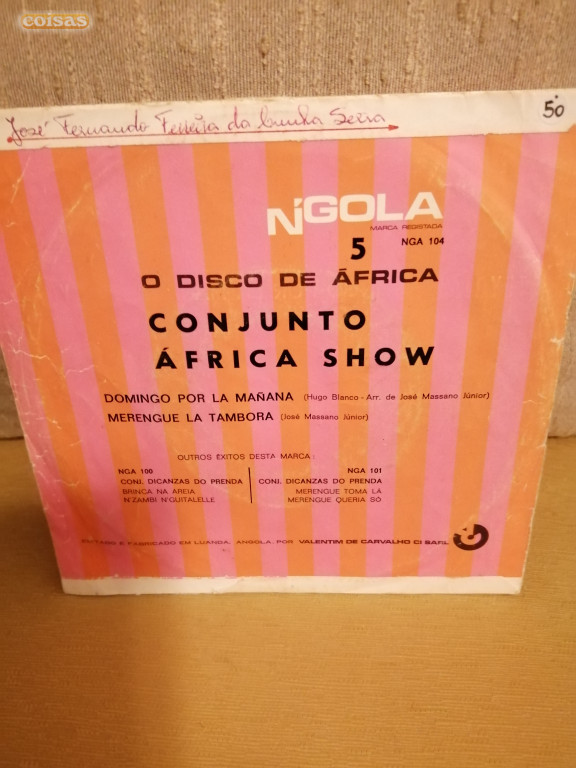 coisas
José Fernando Ferreira da Cunha Serra
50
N'GOLA
MARCA REGISTADA
5 NGA 104
O DISCO DE ÁFRICA
CONJUNTO
ÁFRICA SHOW
DOMINGO POR LA MAÑANA (Hugo Blanco - Arr. de José Massano Júnior)
MERENGUE LA TAMBORA (José Massano Júnior)
OUTROS ÊXITOS DESTA MARCA:
NGA 100
CONJ. DICANZAS DO PRENDA
BRINCA NA AREIA
N'ZAMBI N'GUITALELLE
NGA 101
CONJ. DICANZAS DO PRENDA
MERENGUE TOMA LÁ
MERENGUE QUERIA SÓ
EDITADO E FABRICADO EM LUANDA, ANGOLA, POR VALENTIM DE CARVALHO CI SARL